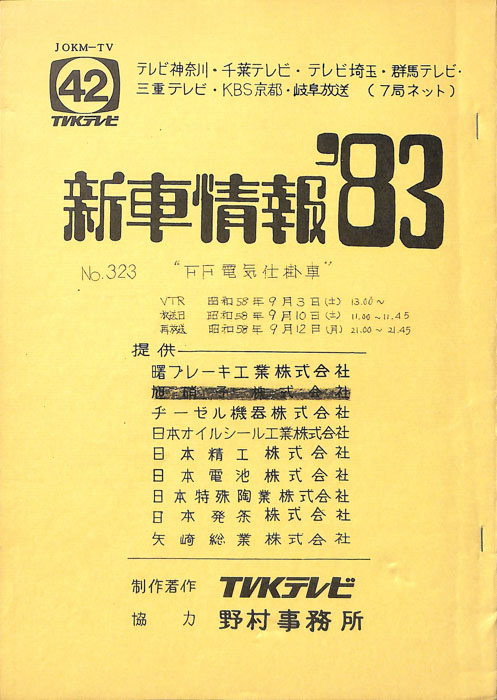 JOKM-TV
42
TVKテレビ
テレビ神奈川・千葉テレビ・テレビ埼玉・群馬テレビ・
三重テレビ・KBS京都・岐阜放送 (7局ネット)
新車情報'83
No.323 "FF電気仕掛車"
VTR 昭和58年9月3日(土) 13.00~
放送日 昭和58年9月10日(土) 11.00~11.45
再放送 昭和58年9月12日(月) 21.00~21.45
提供
曙ブレーキ工業株式会社
旭硝子株式会社
ヂーゼル機器株式会社
日本オイルシール工業株式会社
日本精工株式会社
日本電池株式会社
日本特殊陶業株式会社
日本発条株式会社
矢崎総業株式会社
制作著作 TVKテレビ
協力 野村事務所